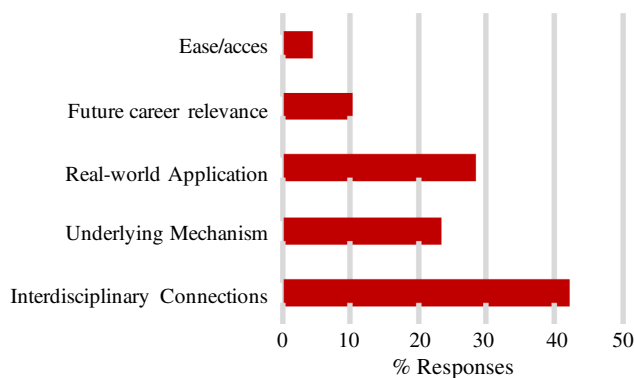 Ease/acces
Future career relevance
Real-world Application
Underlying Mechanism
Interdisciplinary Connections
0 10 20 30 40 50
% Responses